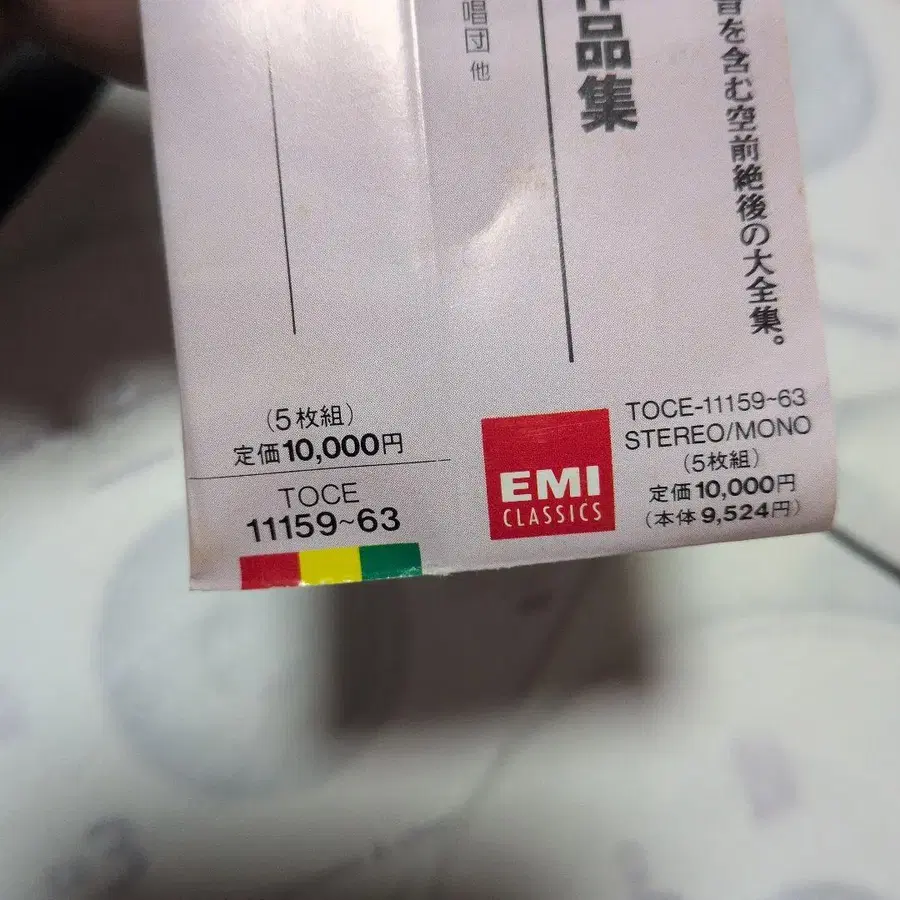 音を含む空前絶後の大全集。
作品集
唱団 他
(5枚組)
定価10,000円
TOCE
11159~63
EMI
CLASSICS
TOCE-11159~63
STEREO/MONO
(5枚組)
定価10,000円
(本体 9,524円)